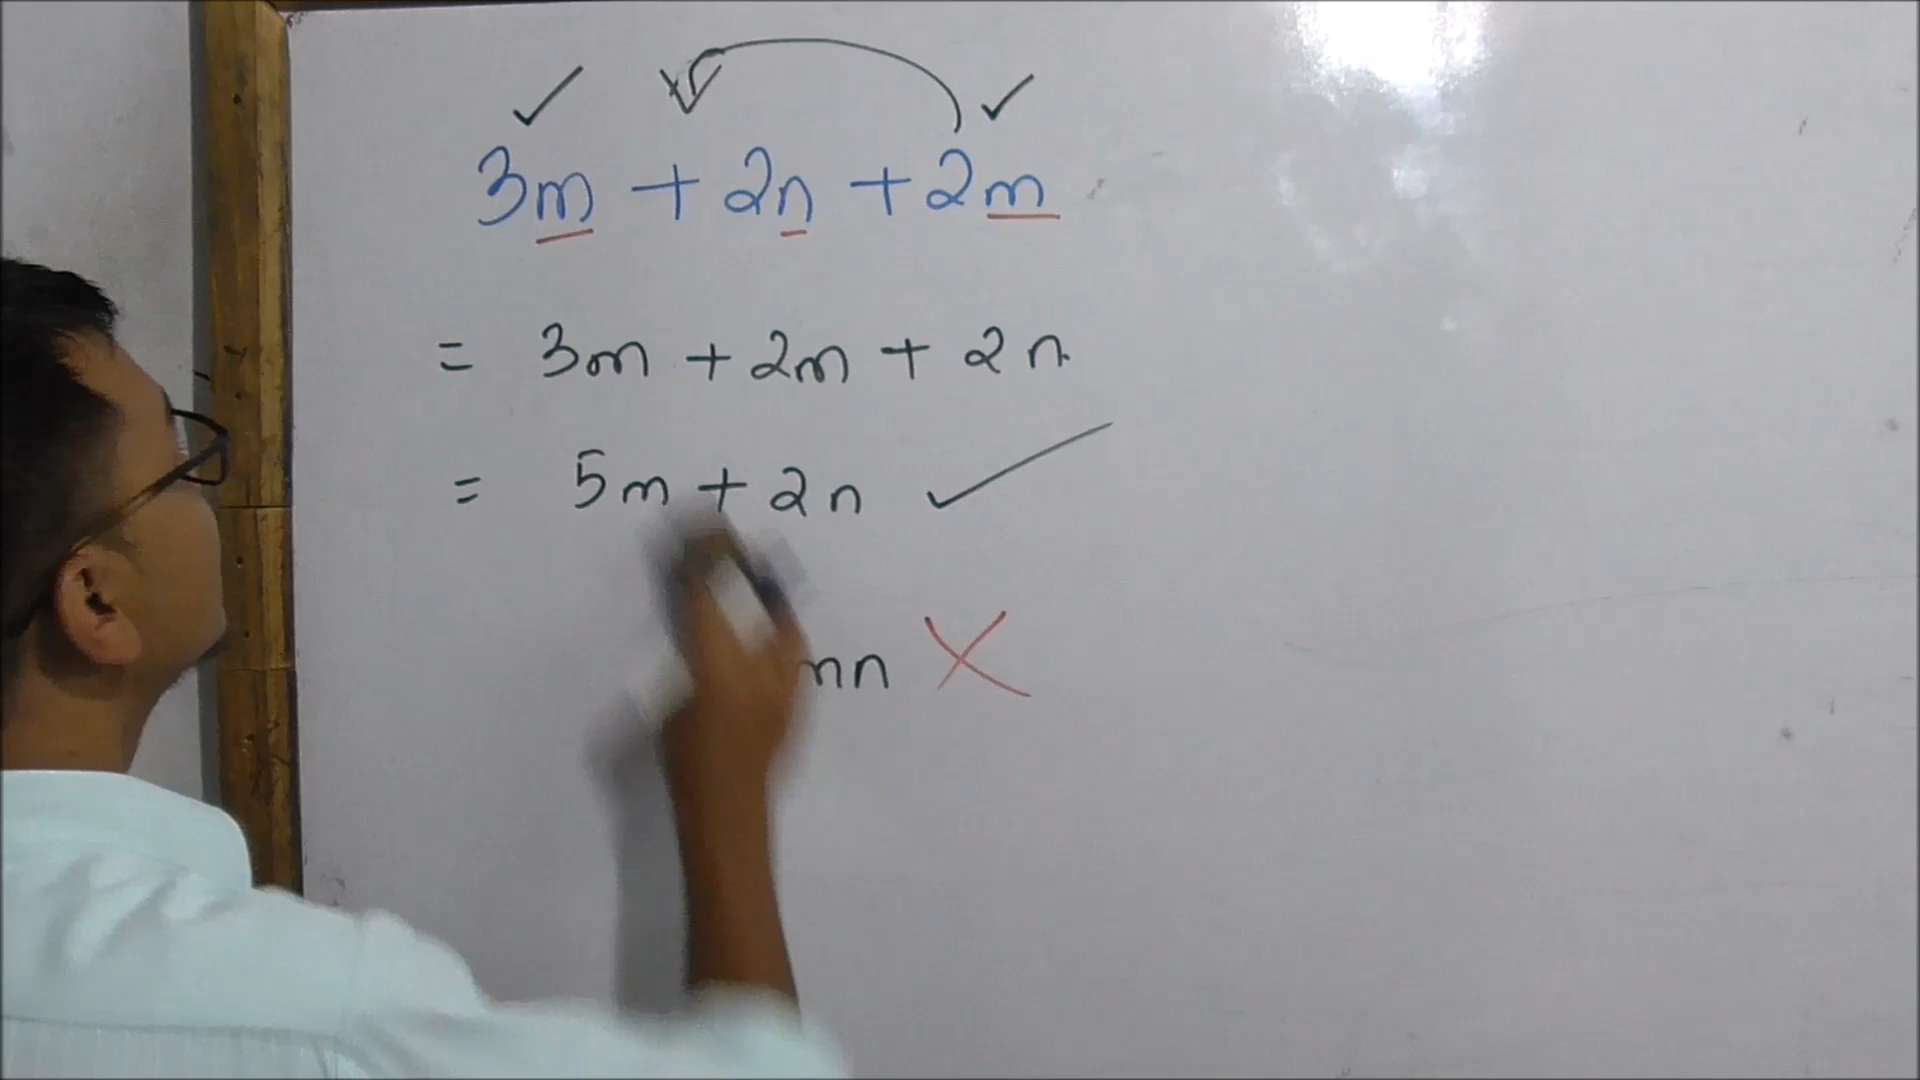 3m + 2n + 2m
= 3m + 2m + 2n
= 5m + 2n
mn